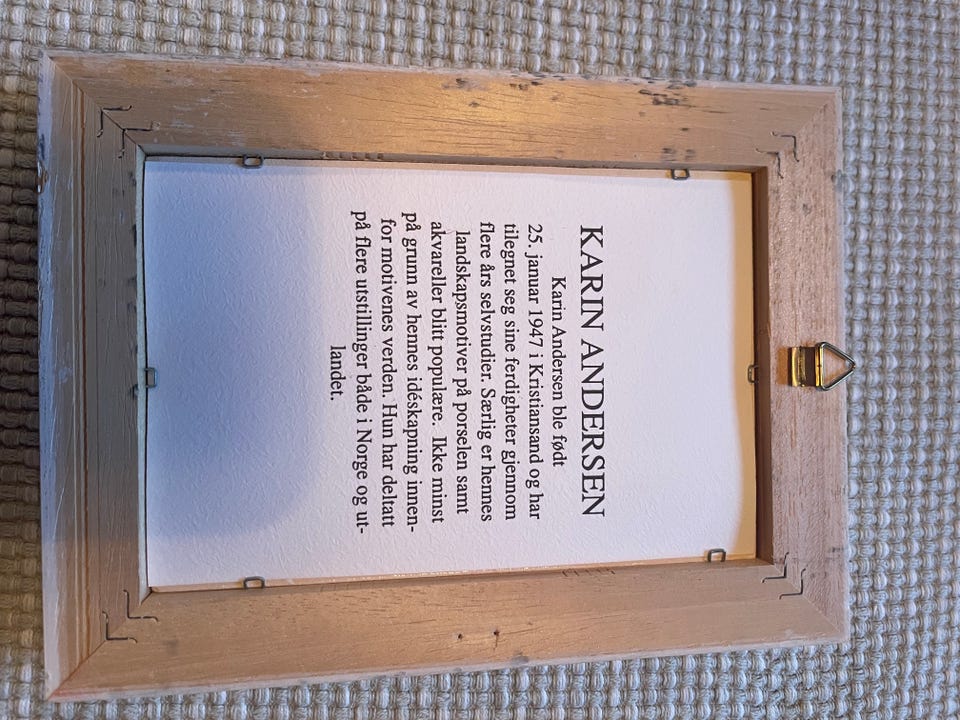 KARIN ANDERSEN
Karin Andersen ble født
25. januar 1947 i Kristiansand og har
tilegnet seg sine ferdigheter gjennom
flere års selvstudier. Særlig er hennes
landskapsmotiver på porselen samt
akvareller blitt populære. Ikke minst
på grunn av hennes idéskapning innen-
for motivenes verden. Hun har deltatt
på flere utstillinger både i Norge og ut-
landet.